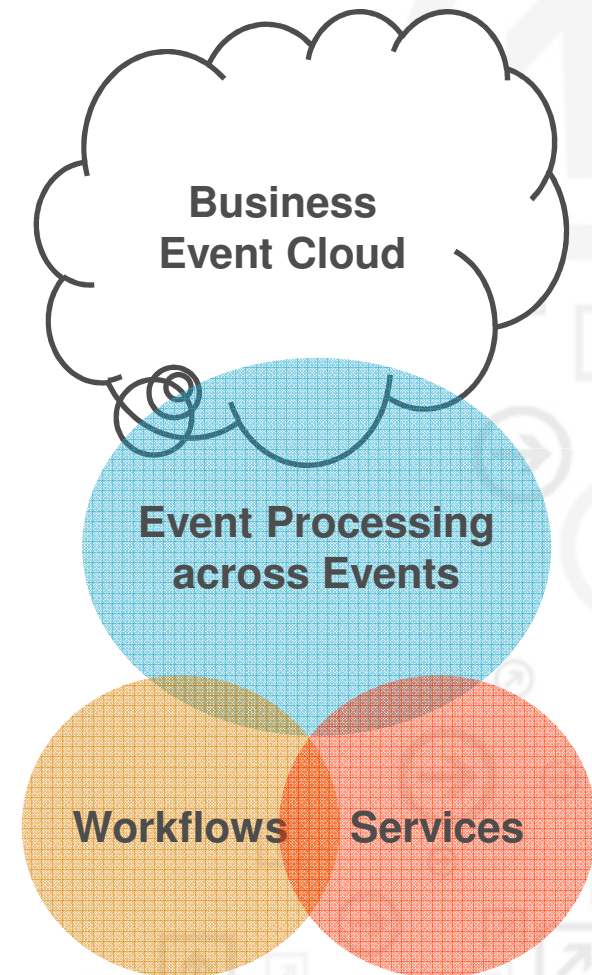 Business
Event Cloud
Event Processing
across Events
Workflows
Services